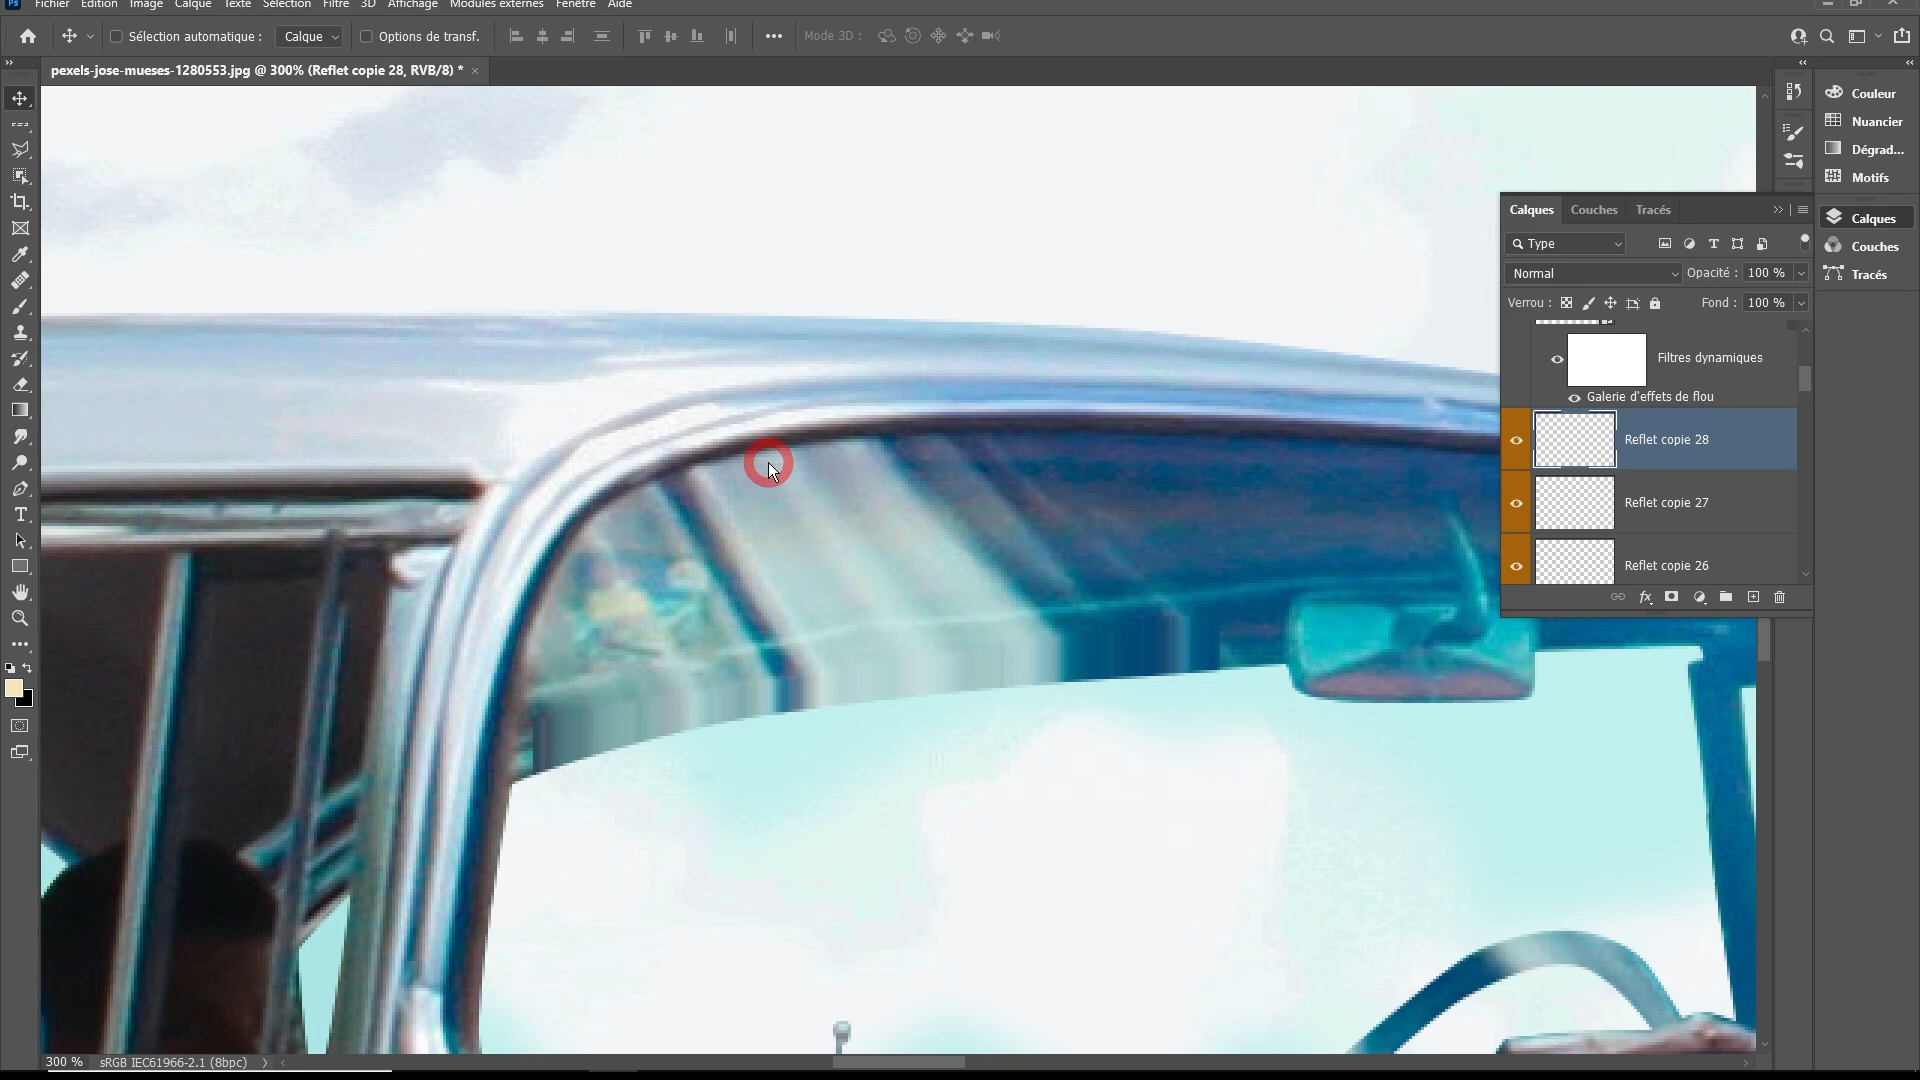 Ps
Fichier Edition Image Calque Texte Sélection Filtre 3D Affichage Modules externes Fenêtre Aide
Sélection automatique : Calque Options de transf. Mode 3D :
pexels-jose-mueses-1280553.jpg @ 300% (Reflet copie 28, RVB/8) * ×
Couleur
Nuancier
Dégrad...
Motifs
Calques
Couches
Tracés
Calques Couches Tracés
Type
Normal Opacité : 100 %
Verrou : Fond : 100 %
Filtres dynamiques
Galerie d'effets de flou
Reflet copie 28
Reflet copie 27
Reflet copie 26
fx
300 % sRGB IEC61966-2.1 (8bpc)